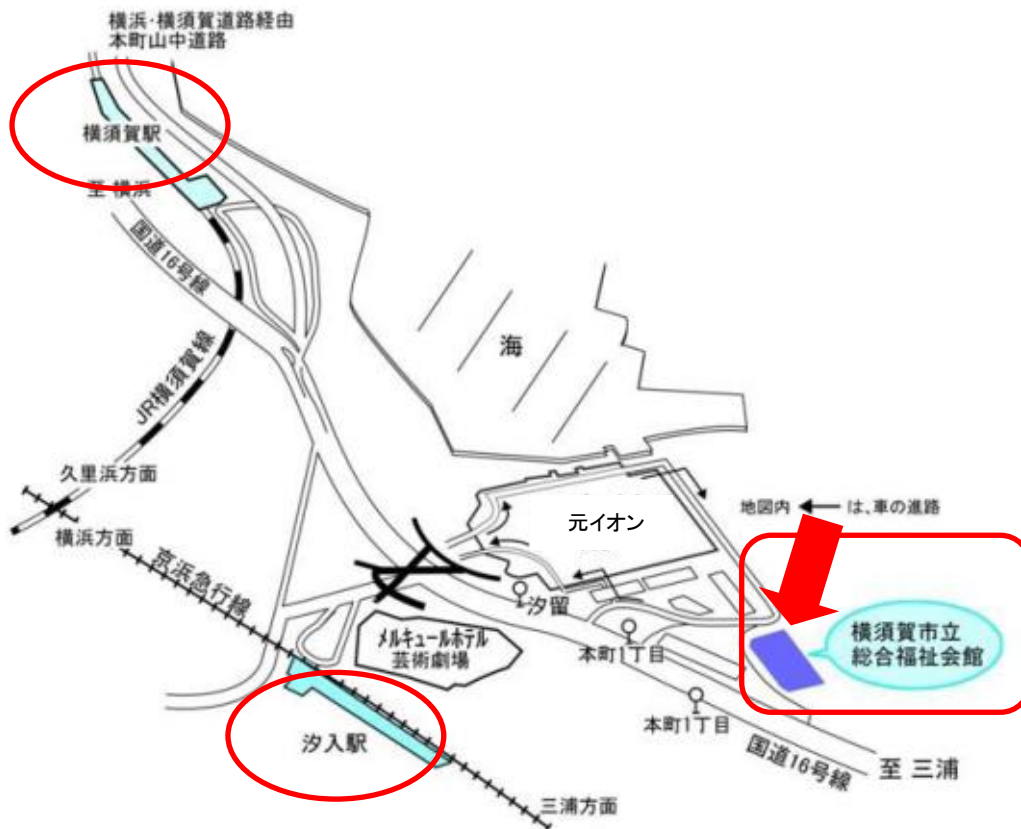 横浜・横須賀道路経由
本町山中道路
横須賀駅
至 横浜
国道16号線
JR横須賀線
海
久里浜方面
横浜方面
元イオン
地図内 ← は、車の進路
京浜急行線
汐留
メルキュールホテル
芸術劇場
本町1丁目
横須賀市立
総合福祉会館
汐入駅
本町1丁目
国道16号線
至 三浦
三浦方面